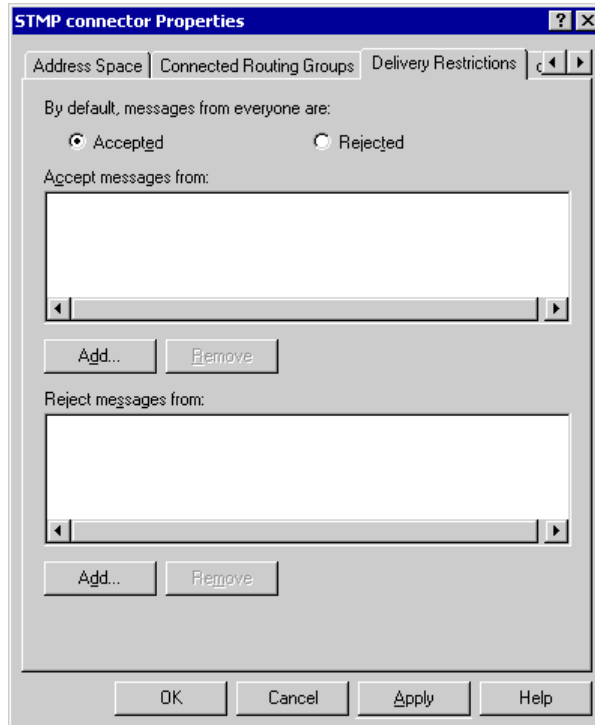 STMP connector Properties
Address Space Connected Routing Groups Delivery Restrictions
By default, messages from everyone are:
Accepted Rejected
Accept messages from:
Add... Remove
Reject messages from:
Add... Remove
OK Cancel Apply Help